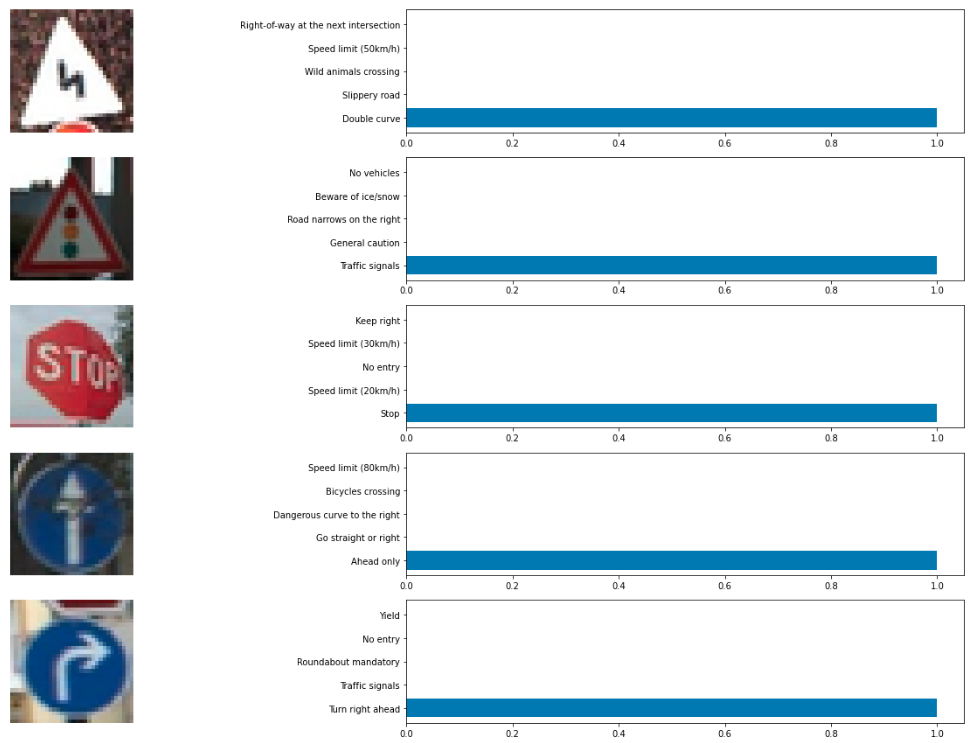 Right-of-way at the next intersection
Speed limit (50km/h)
Wild animals crossing
Slippery road
Double curve
0.0 0.2 0.4 0.6 0.8 1.0
No vehicles
Beware of ice/snow
Road narrows on the right
General caution
Traffic signals
0.0 0.2 0.4 0.6 0.8 1.0
STOP
Keep right
Speed limit (30km/h)
No entry
Speed limit (20km/h)
Stop
0.0 0.2 0.4 0.6 0.8 1.0
Speed limit (80km/h)
Bicycles crossing
Dangerous curve to the right
Go straight or right
Ahead only
0.0 0.2 0.4 0.6 0.8 1.0
Yield
No entry
Roundabout mandatory
Traffic signals
Turn right ahead
0.0 0.2 0.4 0.6 0.8 1.0